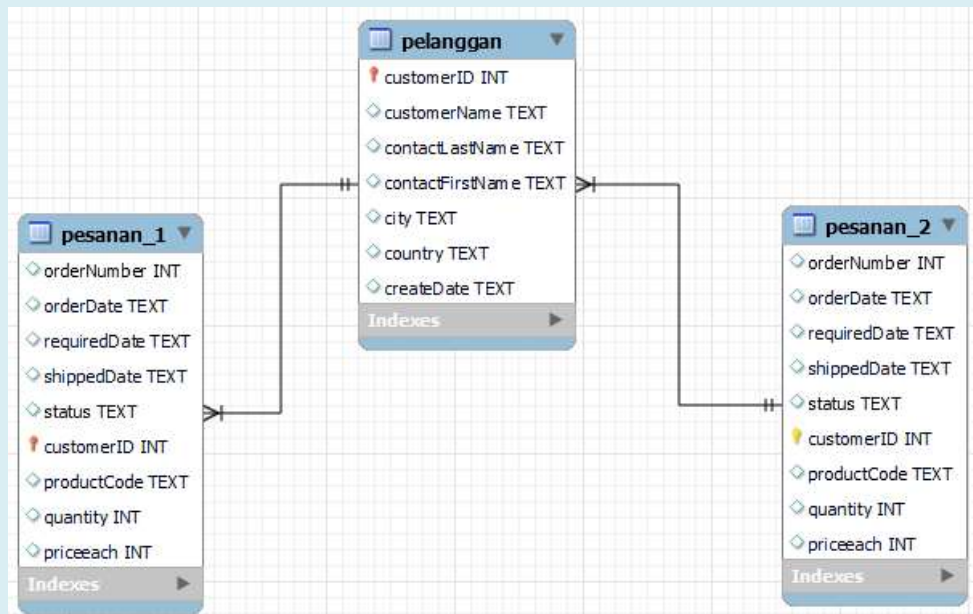 pelanggan
customerID INT
customerName TEXT
contactLastName TEXT
contactFirstName TEXT
city TEXT
country TEXT
createDate TEXT
Indexes
pesanan_1
orderNumber INT
orderDate TEXT
requiredDate TEXT
shippedDate TEXT
status TEXT
customerID INT
productCode TEXT
quantity INT
priceeach INT
Indexes
pesanan_2
orderNumber INT
orderDate TEXT
requiredDate TEXT
shippedDate TEXT
status TEXT
customerID INT
productCode TEXT
quantity INT
priceeach INT
Indexes